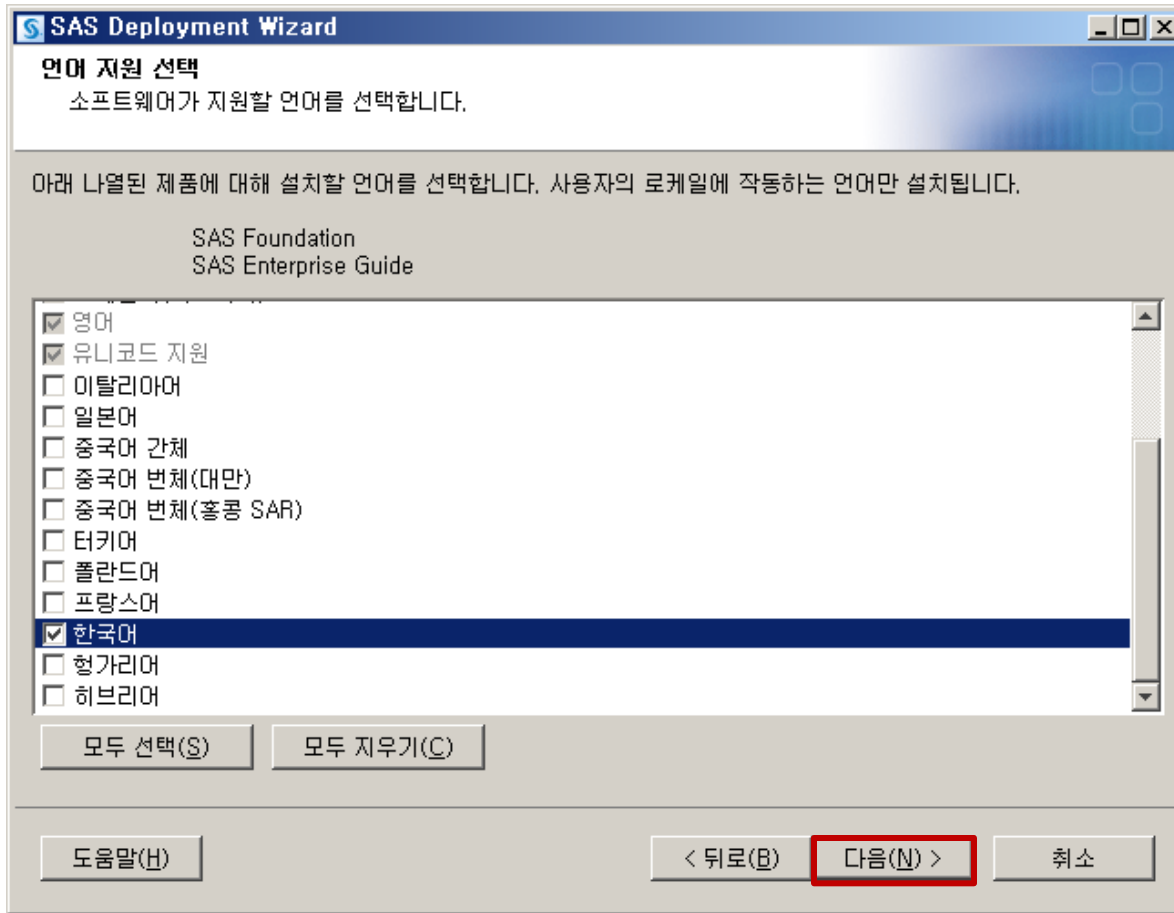 SAS Deployment Wizard
언어 지원 선택
소프트웨어가 지원할 언어를 선택합니다.
아래 나열된 제품에 대해 설치할 언어를 선택합니다. 사용자의 로케일에 작동하는 언어만 설치됩니다.
SAS Foundation
SAS Enterprise Guide
영어
유니코드 지원
이탈리아어
일본어
중국어 간체
중국어 번체(대만)
중국어 번체(홍콩 SAR)
터키어
폴란드어
프랑스어
한국어
헝가리어
히브리어
모두 선택(S) 모두 지우기(C)
도움말(H) < 뒤로(B) 다음(N) > 취소